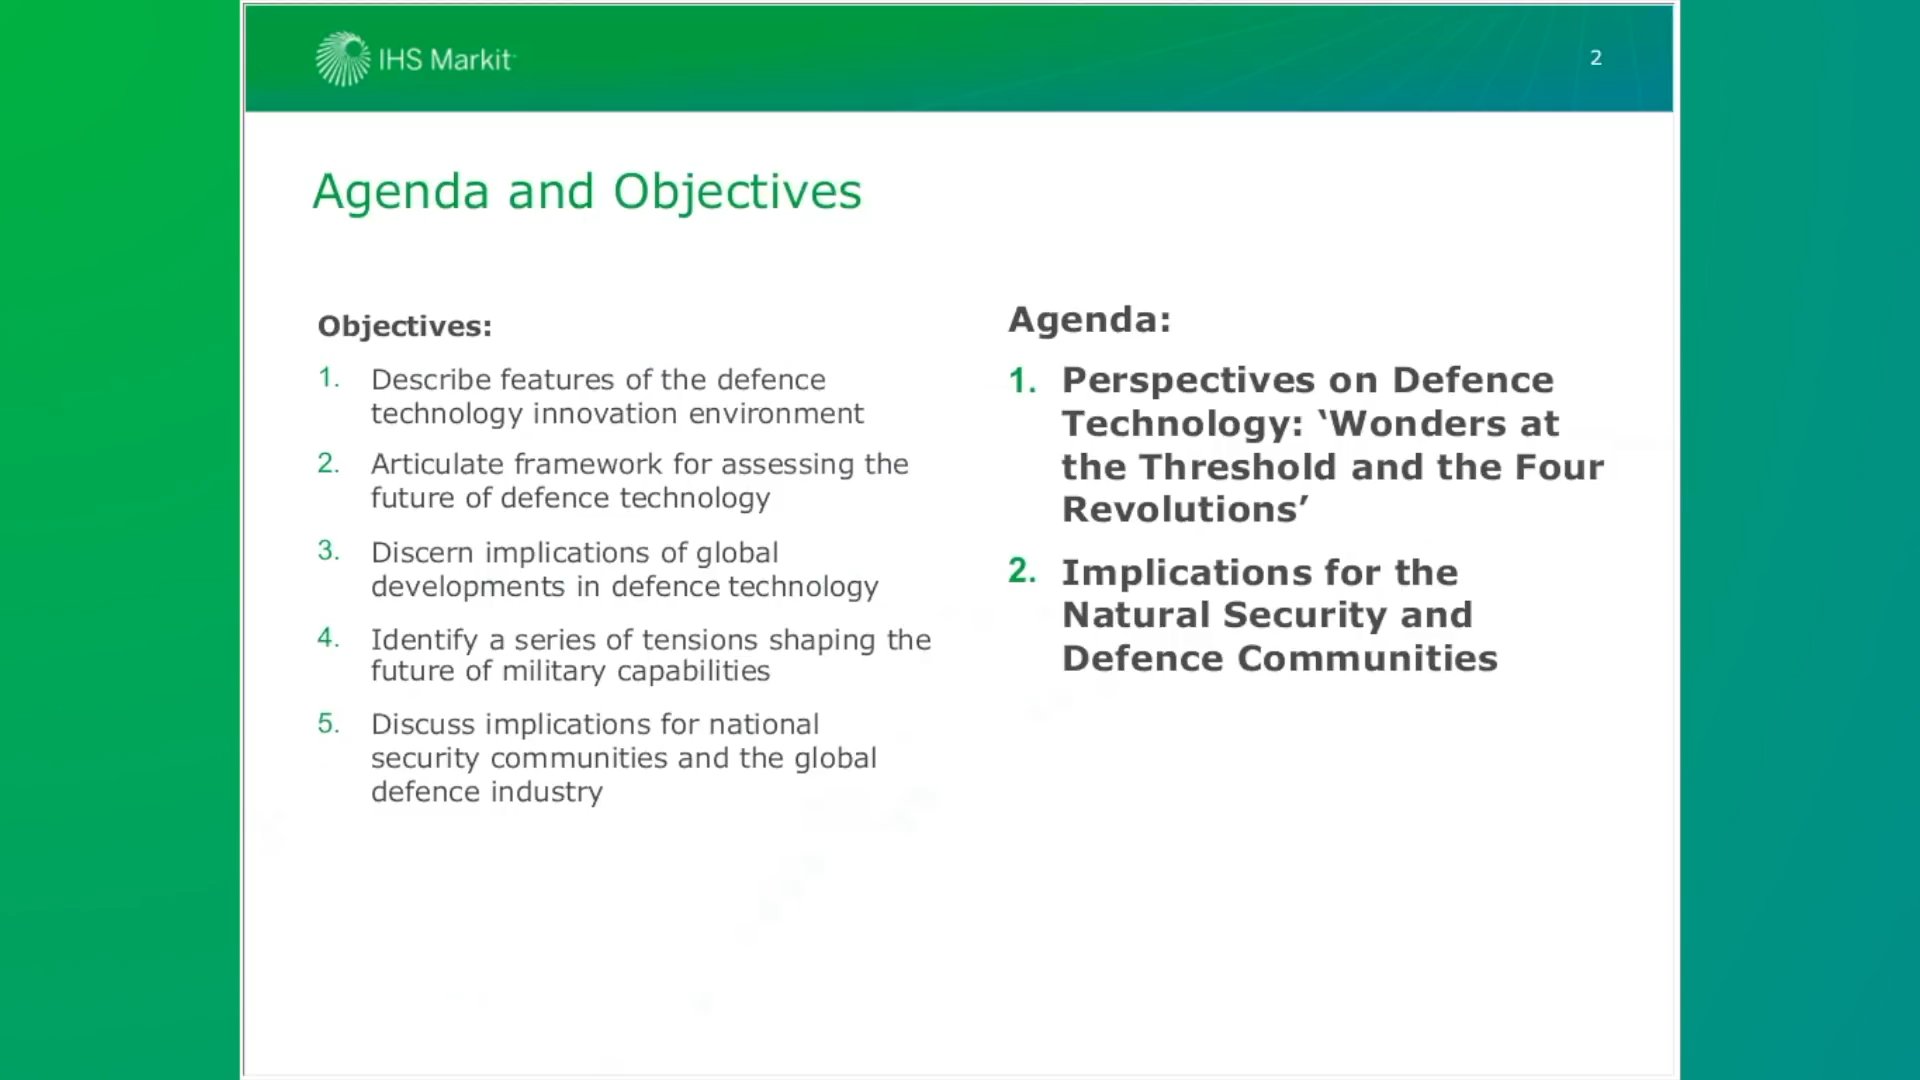 IHS Markit
2
Agenda and Objectives
Objectives:
1. Describe features of the defence
technology innovation environment
2. Articulate framework for assessing the
future of defence technology
3. Discern implications of global
developments in defence technology
4. Identify a series of tensions shaping the
future of military capabilities
5. Discuss implications for national
security communities and the global
defence industry
Agenda:
1. Perspectives on Defence
Technology: ‘Wonders at
the Threshold and the Four
Revolutions’
2. Implications for the
Natural Security and
Defence Communities